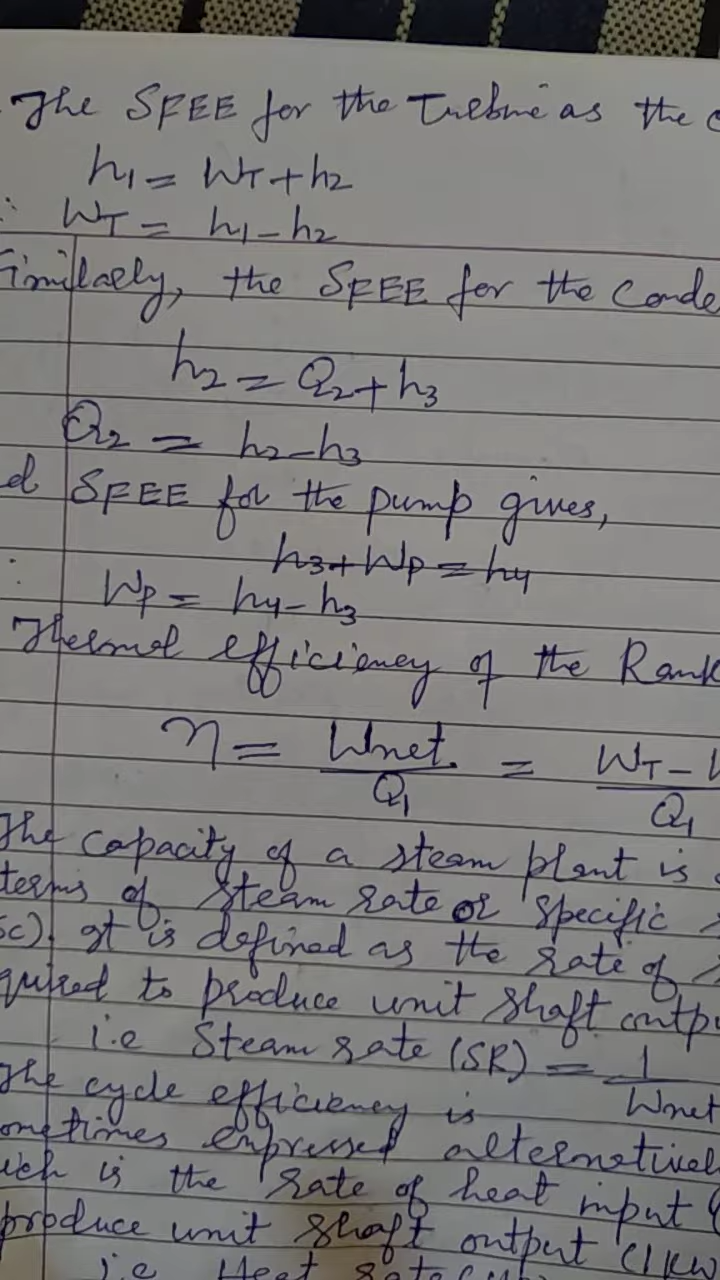 The SFEE for the Turbine as the c
h1 = WT + h2
∴ WT = h1 - h2
Similarly, the SFEE for the Conde
h2 = Q2 + h3
Q2 = h2 - h3
d SFEE for the pump gives,
h3 + Wp = h4
∴ Wp = h4 - h3
Thermal efficiency of the Rank
η = Wnet. / Q1 = WT - W / Q1
The capacity of a steam plant is
terms of steam rate or specific s
SC). It is defined as the rate of s
quired to produce unit shaft outpu
i.e Steam rate (SR) = 1 / Wnet
The cycle efficiency is
ometimes expressed alternativel
ich is the rate of heat input (
produce unit shaft output (1kW
i.e Heat rate